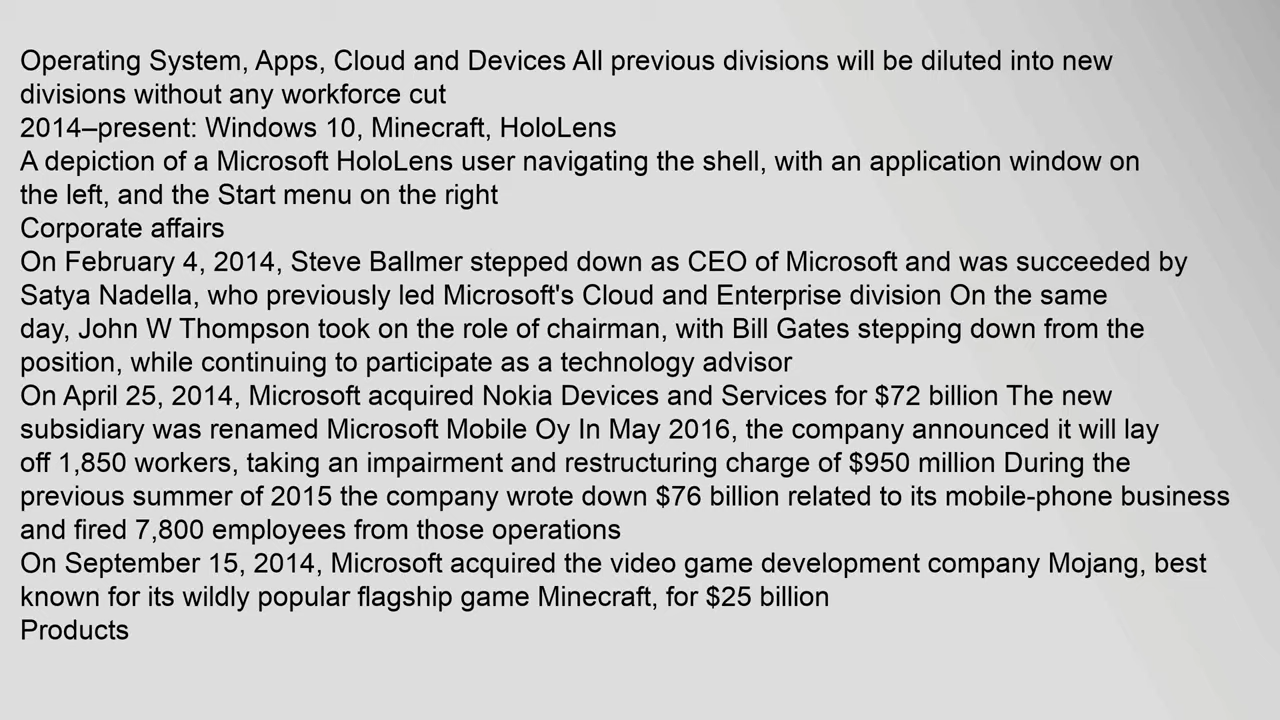 Operating System, Apps, Cloud and Devices All previous divisions will be diluted into new
divisions without any workforce cut
2014–present: Windows 10, Minecraft, HoloLens
A depiction of a Microsoft HoloLens user navigating the shell, with an application window on
the left, and the Start menu on the right
Corporate affairs
On February 4, 2014, Steve Ballmer stepped down as CEO of Microsoft and was succeeded by
Satya Nadella, who previously led Microsoft's Cloud and Enterprise division On the same
day, John W Thompson took on the role of chairman, with Bill Gates stepping down from the
position, while continuing to participate as a technology advisor
On April 25, 2014, Microsoft acquired Nokia Devices and Services for $72 billion The new
subsidiary was renamed Microsoft Mobile Oy In May 2016, the company announced it will lay
off 1,850 workers, taking an impairment and restructuring charge of $950 million During the
previous summer of 2015 the company wrote down $76 billion related to its mobile-phone business
and fired 7,800 employees from those operations
On September 15, 2014, Microsoft acquired the video game development company Mojang, best
known for its wildly popular flagship game Minecraft, for $25 billion
Products